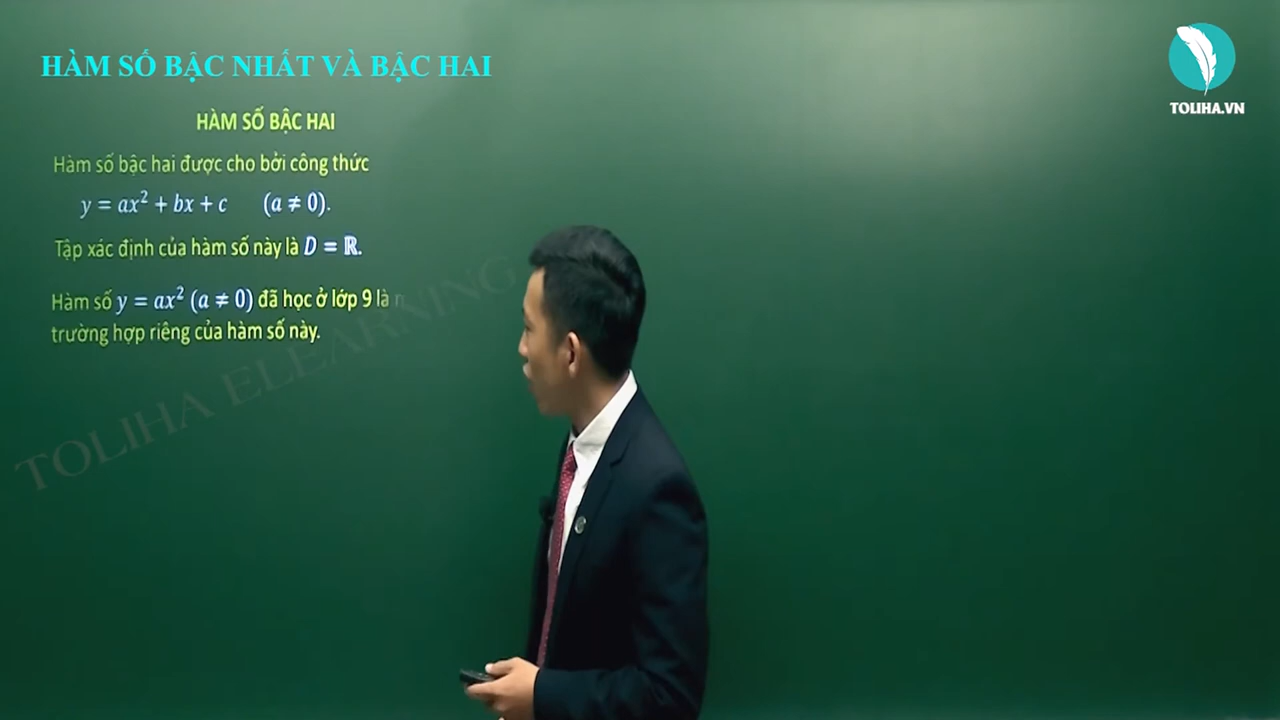 HÀM SỐ BẬC NHẤT VÀ BẬC HAI
TOLIHA.VN
HÀM SỐ BẬC HAI
Hàm số bậc hai được cho bởi công thức
y = ax² + bx + c (a ≠ 0).
Tập xác định của hàm số này là D = ℝ.
Hàm số y = ax² (a ≠ 0) đã học ở lớp 9 là
trường hợp riêng của hàm số này.
TOLIHA ELEARNING